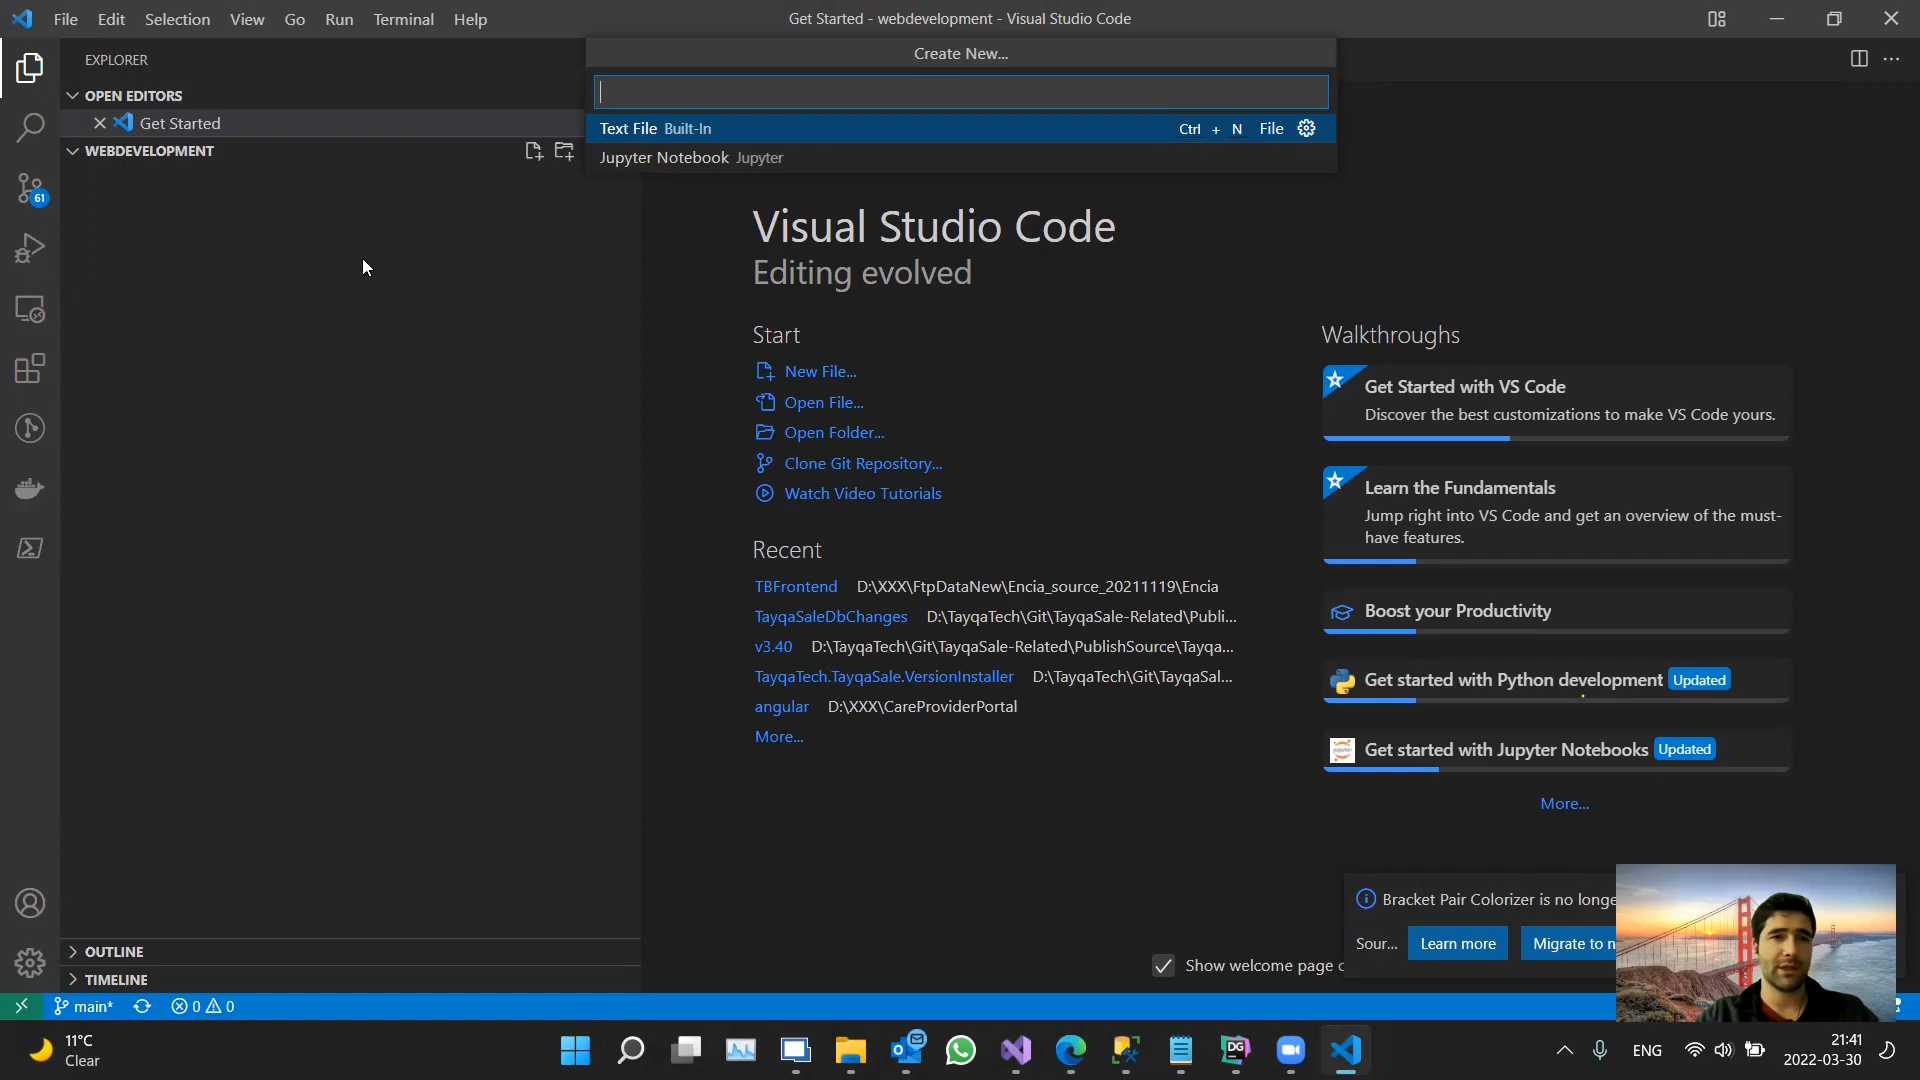 File Edit Selection View Go Run Terminal Help
Get Started - webdevelopment - Visual Studio Code
EXPLORER
OPEN EDITORS
Get Started
WEBDEVELOPMENT
Create New...
Text File Built-In Ctrl + N File
Jupyter Notebook Jupyter
61
Visual Studio Code
Editing evolved
Start
New File...
Open File...
Open Folder...
Clone Git Repository...
Watch Video Tutorials
Recent
TBFrontend D:\XXX\FtpDataNew\Encia_source_20211119\Encia
TayqaSaleDbChanges D:\TayqaTech\Git\TayqaSale-Related\Publi...
v3.40 D:\TayqaTech\Git\TayqaSale-Related\PublishSource\Tayqa...
TayqaTech.TayqaSale.VersionInstaller D:\TayqaTech\Git\TayqaSal...
angular D:\XXX\CareProviderPortal
More...
Walkthroughs
Get Started with VS Code
Discover the best customizations to make VS Code yours.
Learn the Fundamentals
Jump right into VS Code and get an overview of the must-
have features.
Boost your Productivity
Get started with Python development Updated
Get started with Jupyter Notebooks Updated
More...
Bracket Pair Colorizer is no longe
Sour... Learn more Migrate to n
Show welcome page o
OUTLINE
TIMELINE
main* 0 0
11°C
Clear
DG
ENG
21:41
2022-03-30